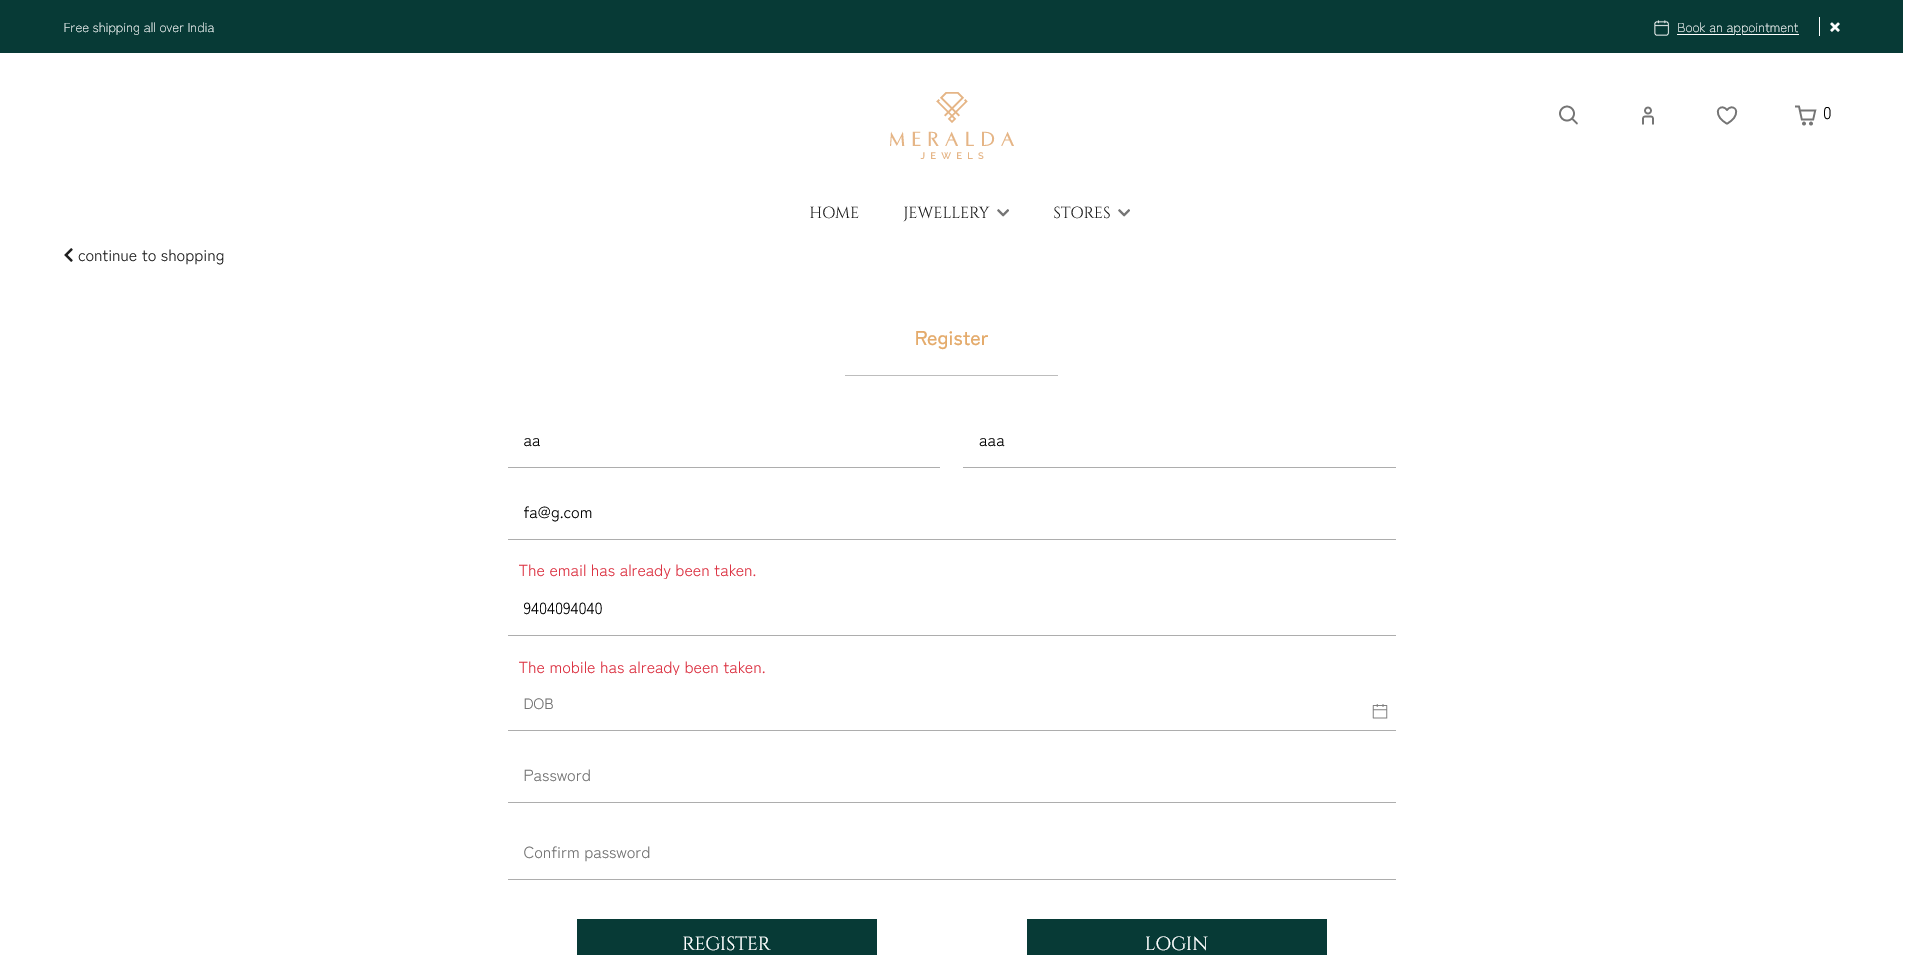 Free shipping all over India
Book an appointment
MERALDA
JEWELS
0
HOME
JEWELLERY
STORES
continue to shopping
Register
aa
aaa
fa@g.com
The email has already been taken.
9404094040
The mobile has already been taken.
DOB
Password
Confirm password
REGISTER
LOGIN